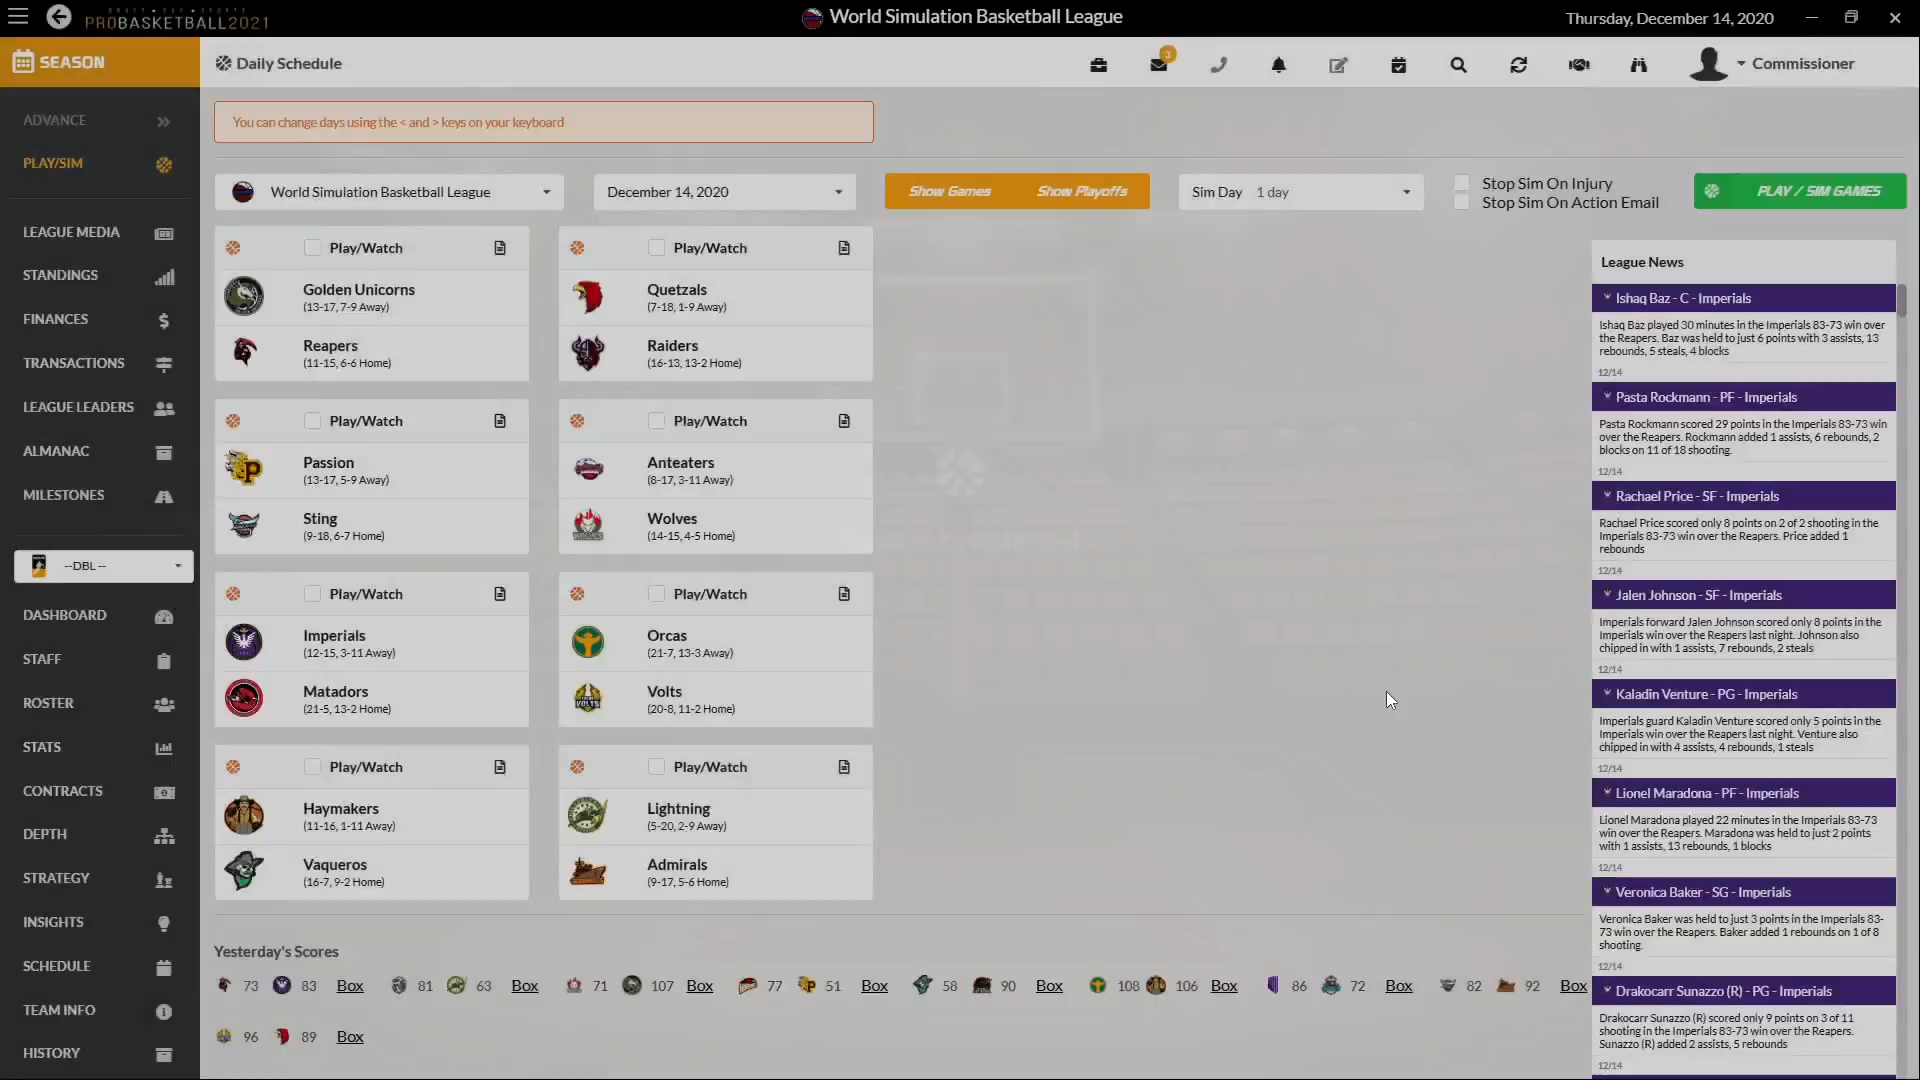 DRAFT DAY SPORTS
PROBASKETBALL2021
World Simulation Basketball League
Thursday, December 14, 2020
SEASON
Daily Schedule
3
Commissioner
ADVANCE
PLAY/SIM
LEAGUE MEDIA
STANDINGS
FINANCES
TRANSACTIONS
LEAGUE LEADERS
ALMANAC
MILESTONES
--DBL--
DASHBOARD
STAFF
ROSTER
STATS
CONTRACTS
DEPTH
STRATEGY
INSIGHTS
SCHEDULE
TEAM INFO
HISTORY
You can change days using the < and > keys on your keyboard
World Simulation Basketball League
December 14, 2020
Show Games
Show Playoffs
Sim Day 1 day
Stop Sim On Injury
Stop Sim On Action Email
PLAY / SIM GAMES
Play/Watch
Golden Unicorns
(13-17, 7-9 Away)
Reapers
(11-15, 6-6 Home)
Play/Watch
Quetzals
(7-18, 1-9 Away)
Raiders
(16-13, 13-2 Home)
Play/Watch
Passion
(13-17, 5-9 Away)
Sting
(9-18, 6-7 Home)
Play/Watch
Anteaters
(8-17, 3-11 Away)
Wolves
(14-15, 4-5 Home)
Play/Watch
Imperials
(12-15, 3-11 Away)
Matadors
(21-5, 13-2 Home)
Play/Watch
Orcas
(21-7, 13-3 Away)
Volts
(20-8, 11-2 Home)
Play/Watch
Haymakers
(11-16, 1-11 Away)
Vaqueros
(16-7, 9-2 Home)
Play/Watch
Lightning
(5-20, 2-9 Away)
Admirals
(9-17, 5-6 Home)
Yesterday's Scores
73 83 Box 81 63 Box 71 107 Box 77 51 Box 58 90 Box 108 106 Box 86 72 Box 82 92 Box
96 89 Box
League News
Ishaq Baz - C - Imperials
Ishaq Baz played 30 minutes in the Imperials 83-73 win over
the Reapers. Baz was held to just 6 points with 3 assists, 13
rebounds, 5 steals, 4 blocks
12/14
Pasta Rockmann - PF - Imperials
Pasta Rockmann scored 29 points in the Imperials 83-73 win
over the Reapers. Rockmann added 1 assists, 6 rebounds, 2
blocks on 11 of 18 shooting.
12/14
Rachael Price - SF - Imperials
Rachael Price scored only 8 points on 2 of 2 shooting in the
Imperials 83-73 win over the Reapers. Price added 1
rebounds
12/14
Jalen Johnson - SF - Imperials
Imperials forward Jalen Johnson scored only 8 points in the
Imperials win over the Reapers last night. Johnson also
chipped in with 1 assists, 7 rebounds, 2 steals
12/14
Kaladin Venture - PG - Imperials
Imperials guard Kaladin Venture scored only 5 points in the
Imperials win over the Reapers last night. Venture also
chipped in with 4 assists, 4 rebounds, 1 steals
12/14
Lionel Maradona - PF - Imperials
Lionel Maradona played 22 minutes in the Imperials 83-73
win over the Reapers. Maradona was held to just 2 points
with 1 assists, 13 rebounds, 1 blocks
12/14
Veronica Baker - SG - Imperials
Veronica Baker was held to just 3 points in the Imperials 83-
73 win over the Reapers. Baker added 1 rebounds on 1 of 8
shooting.
12/14
Drakocarr Sunazzo (R) - PG - Imperials
Drakocarr Sunazzo (R) scored only 9 points on 3 of 11
shooting in the Imperials 83-73 win over the Reapers.
Sunazzo (R) added 2 assists, 5 rebounds
12/14